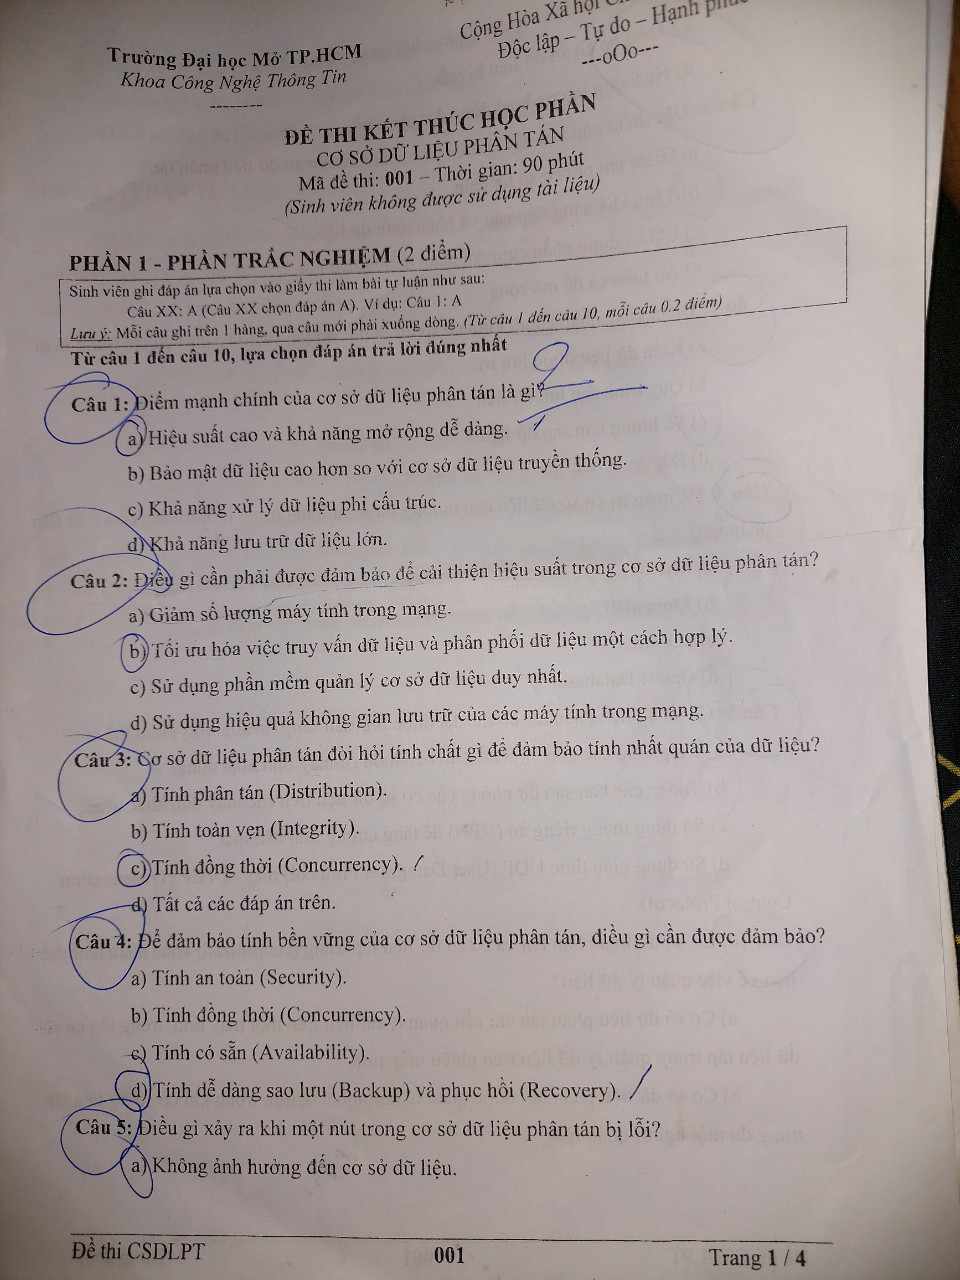 Trường Đại học Mở TP.HCM
Khoa Công Nghệ Thông Tin
--------
Cộng Hòa Xã hội
Độc lập – Tự do – Hạnh phúc
---oOo---
ĐỀ THI KẾT THÚC HỌC PHẦN
CƠ SỞ DỮ LIỆU PHÂN TÁN
Mã đề thi: 001 – Thời gian: 90 phút
(Sinh viên không được sử dụng tài liệu)
PHẦN 1 - PHẦN TRẮC NGHIỆM (2 điểm)
Sinh viên ghi đáp án lựa chọn vào giấy thi làm bài tự luận như sau:
Câu XX: A (Câu XX chọn đáp án A). Ví dụ: Câu 1: A
Lưu ý: Mỗi câu ghi trên 1 hàng, qua câu mới phải xuống dòng. (Từ câu 1 đến câu 10, mỗi câu 0.2 điểm)
Từ câu 1 đến câu 10, lựa chọn đáp án trả lời đúng nhất
Câu 1: Điểm mạnh chính của cơ sở dữ liệu phân tán là gì?
a) Hiệu suất cao và khả năng mở rộng dễ dàng.
b) Bảo mật dữ liệu cao hơn so với cơ sở dữ liệu truyền thống.
c) Khả năng xử lý dữ liệu phi cấu trúc.
d) Khả năng lưu trữ dữ liệu lớn.
Câu 2: Điều gì cần phải được đảm bảo để cải thiện hiệu suất trong cơ sở dữ liệu phân tán?
a) Giảm số lượng máy tính trong mạng.
b) Tối ưu hóa việc truy vấn dữ liệu và phân phối dữ liệu một cách hợp lý.
c) Sử dụng phần mềm quản lý cơ sở dữ liệu duy nhất.
d) Sử dụng hiệu quả không gian lưu trữ của các máy tính trong mạng.
Câu 3: Cơ sở dữ liệu phân tán đòi hỏi tính chất gì để đảm bảo tính nhất quán của dữ liệu?
a) Tính phân tán (Distribution).
b) Tính toàn vẹn (Integrity).
c) Tính đồng thời (Concurrency).
d) Tất cả các đáp án trên.
Câu 4: Để đảm bảo tính bền vững của cơ sở dữ liệu phân tán, điều gì cần được đảm bảo?
a) Tính an toàn (Security).
b) Tính đồng thời (Concurrency).
c) Tính có sẵn (Availability).
d) Tính dễ dàng sao lưu (Backup) và phục hồi (Recovery).
Câu 5: Điều gì xảy ra khi một nút trong cơ sở dữ liệu phân tán bị lỗi?
a) Không ảnh hưởng đến cơ sở dữ liệu.
Đề thi CSDLPT
001
Trang 1 / 4